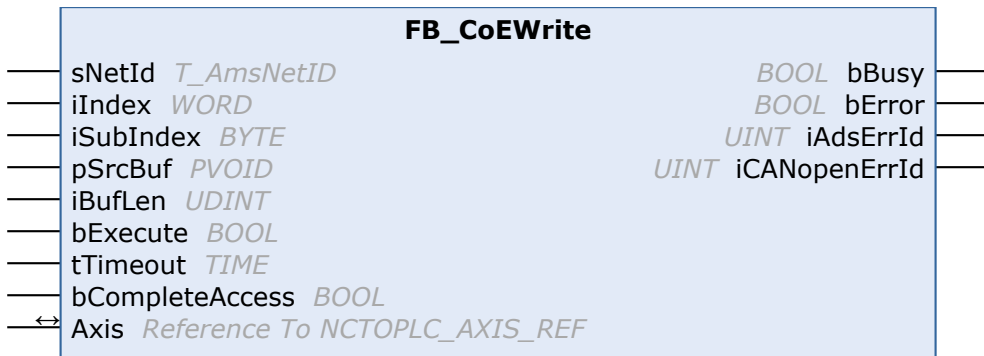 FB_CoEWrite
sNetId T_AmsNetID BOOL bBusy
iIndex WORD BOOL bError
iSubIndex BYTE UINT iAdsErrId
pSrcBuf PVOID UINT iCANopenErrId
iBufLen UDINT
bExecute BOOL
tTimeout TIME
bCompleteAccess BOOL
↔ Axis Reference To NCTOPLC_AXIS_REF